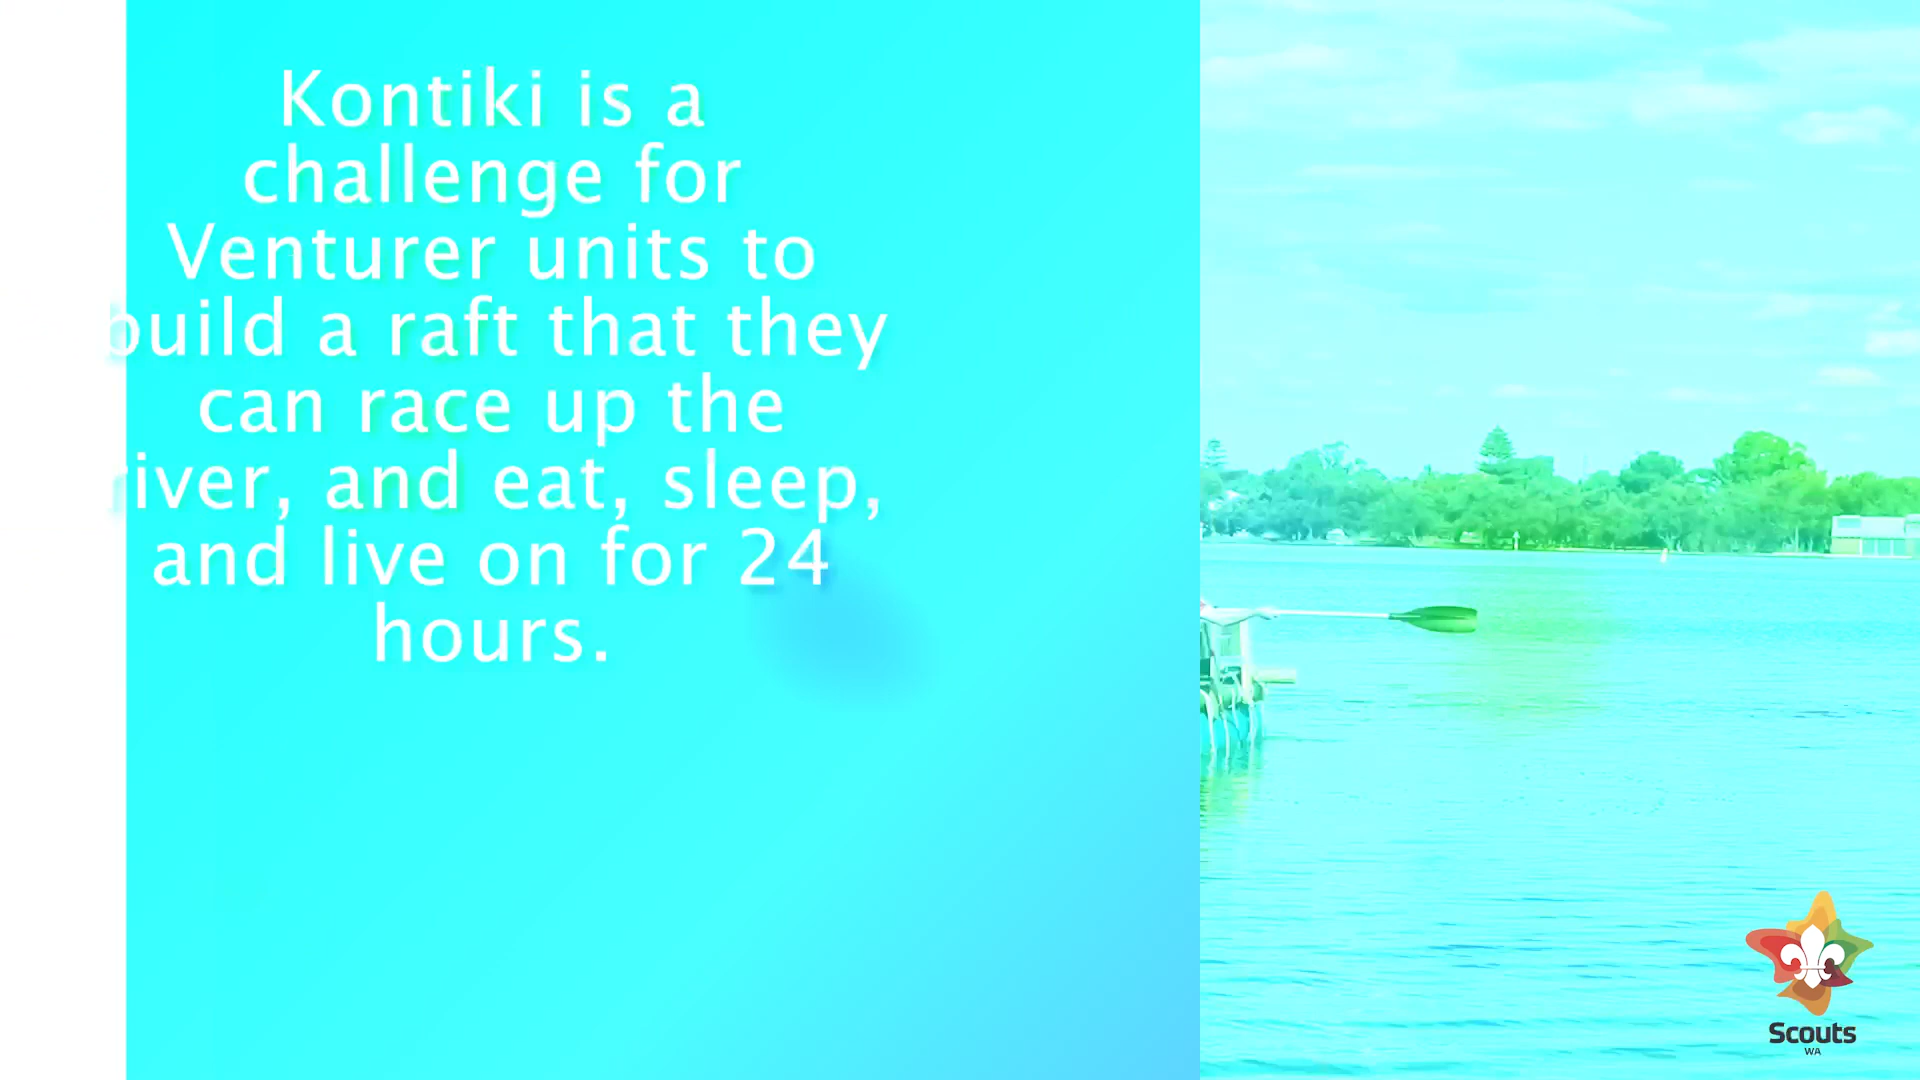 Kontiki is a
challenge for
Venturer units to
build a raft that they
can race up the
river, and eat, sleep,
and live on for 24
hours.
Scouts
WA